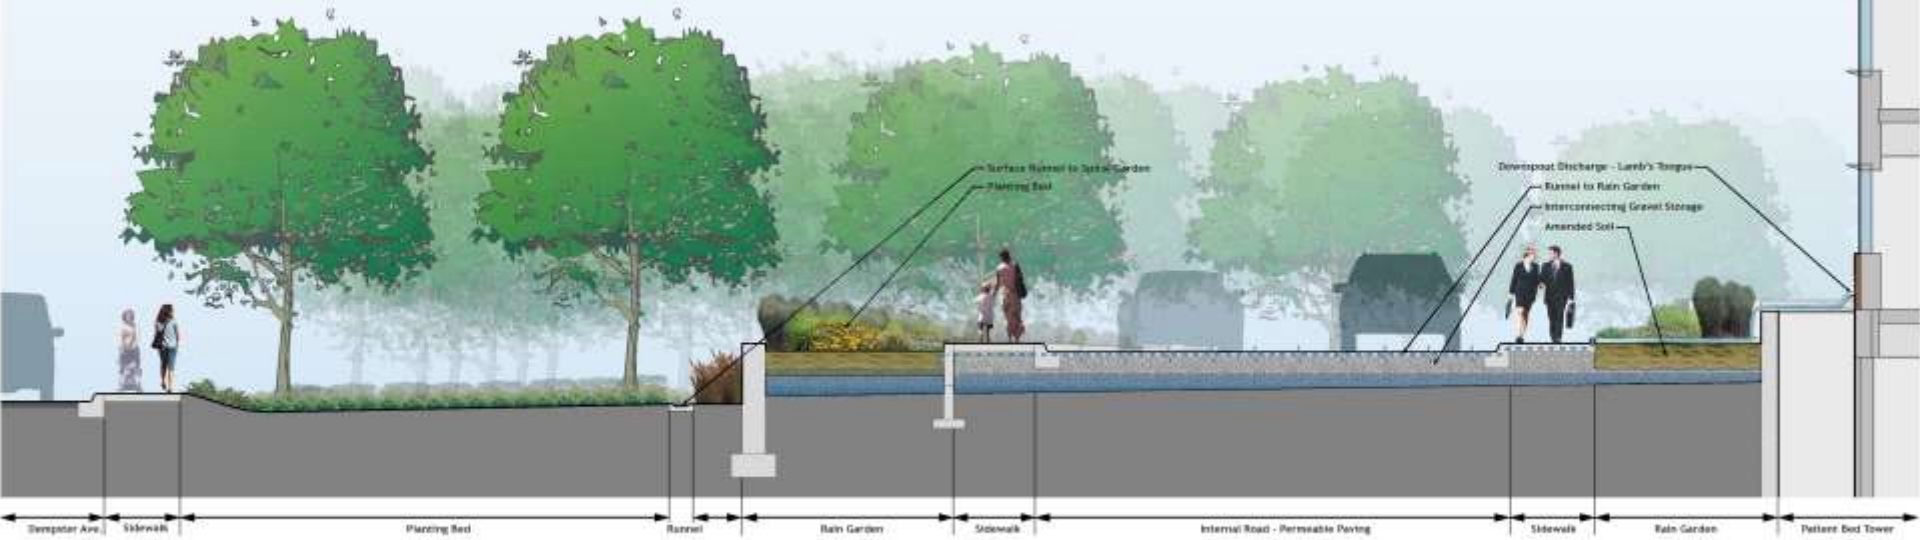 Surface Runnel to Spiral Garden
Planting Bed
Downspout Discharge - Lamb's Tongue
Runnel to Rain Garden
Interconnecting Gravel Storage
Amended Soil
Dempster Ave.
Sidewalk
Planting Bed
Runnel
Rain Garden
Sidewalk
Internal Road - Permeable Paving
Sidewalk
Rain Garden
Patient Bed Tower